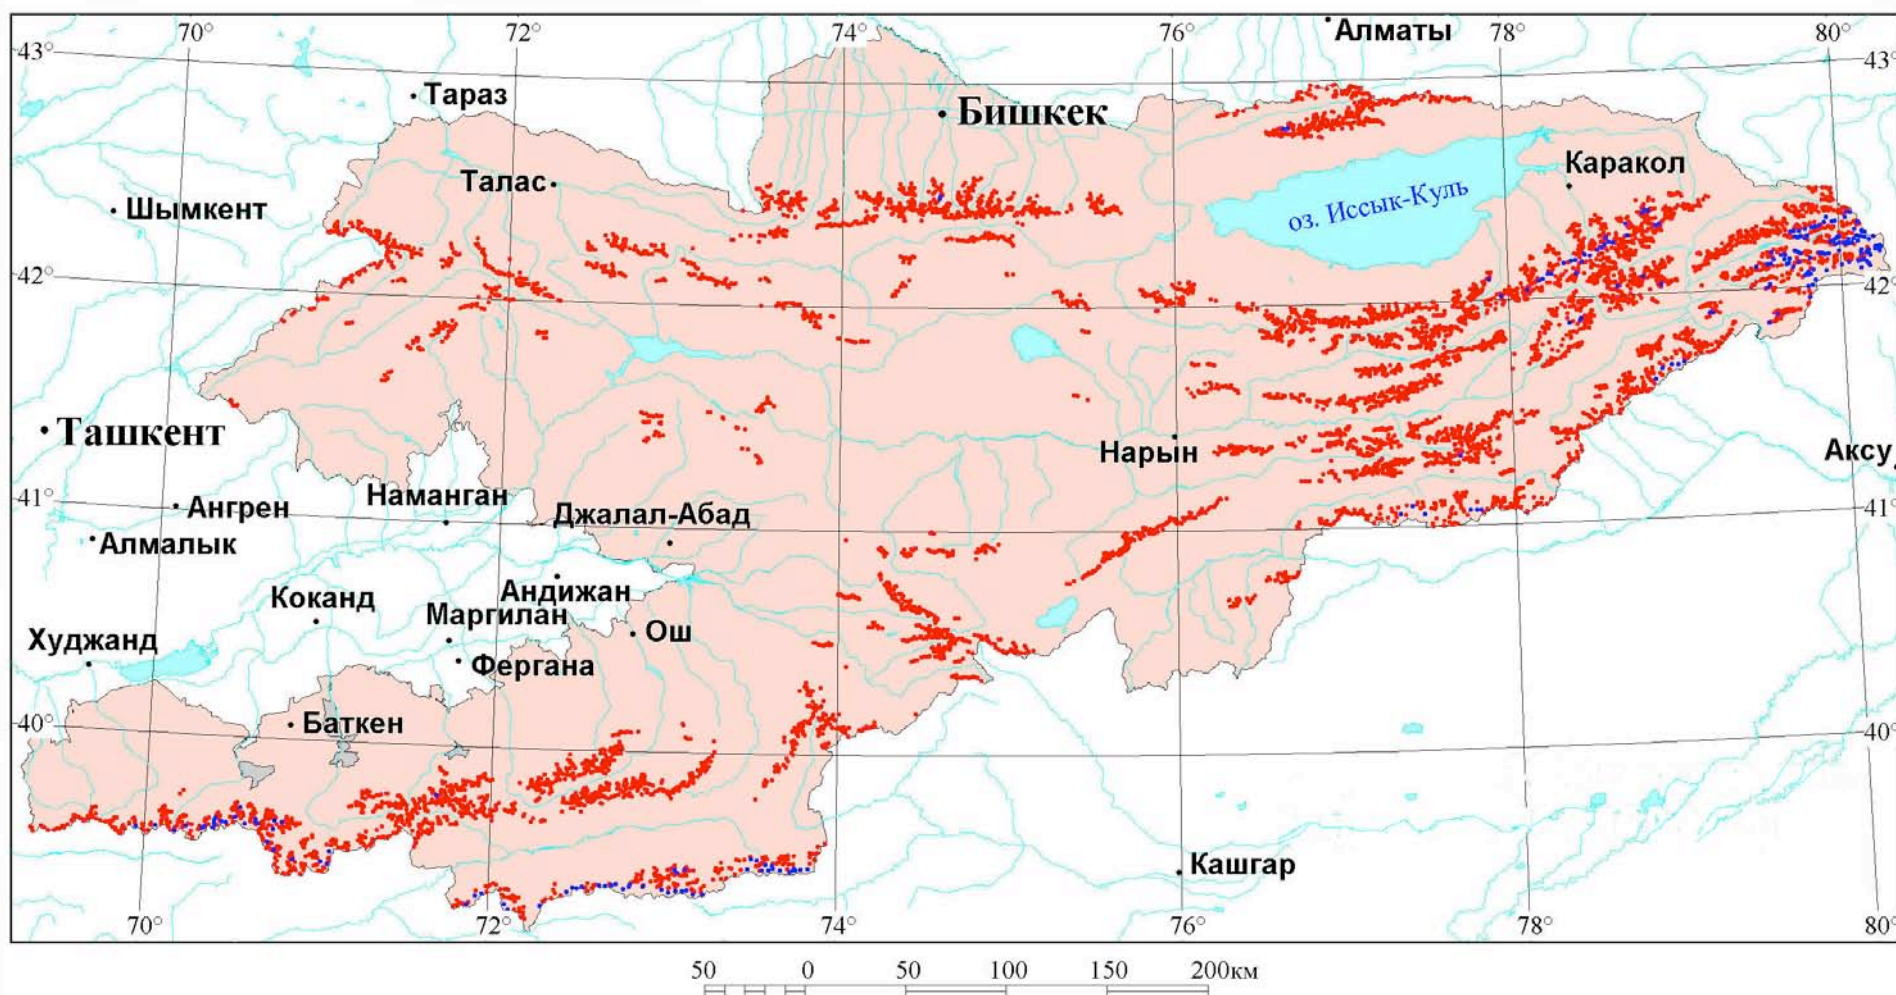 70° 72° 74° 76° 78° 80°
Алматы
43° 43°
Тараз
Бишкек
Каракол
Талас
оз. Иссык-Куль
Шымкент
42° 42°
Ташкент
Нарын
Аксу
Наманган
41° 41°
Ангрен
Джалал-Абад
Алмалык
Андижан
Коканд
Маргилан
Ош
Худжанд
Фергана
Баткен
40° 40°
Кашгар
70° 72° 74° 76° 78° 80°
50 0 50 100 150 200км